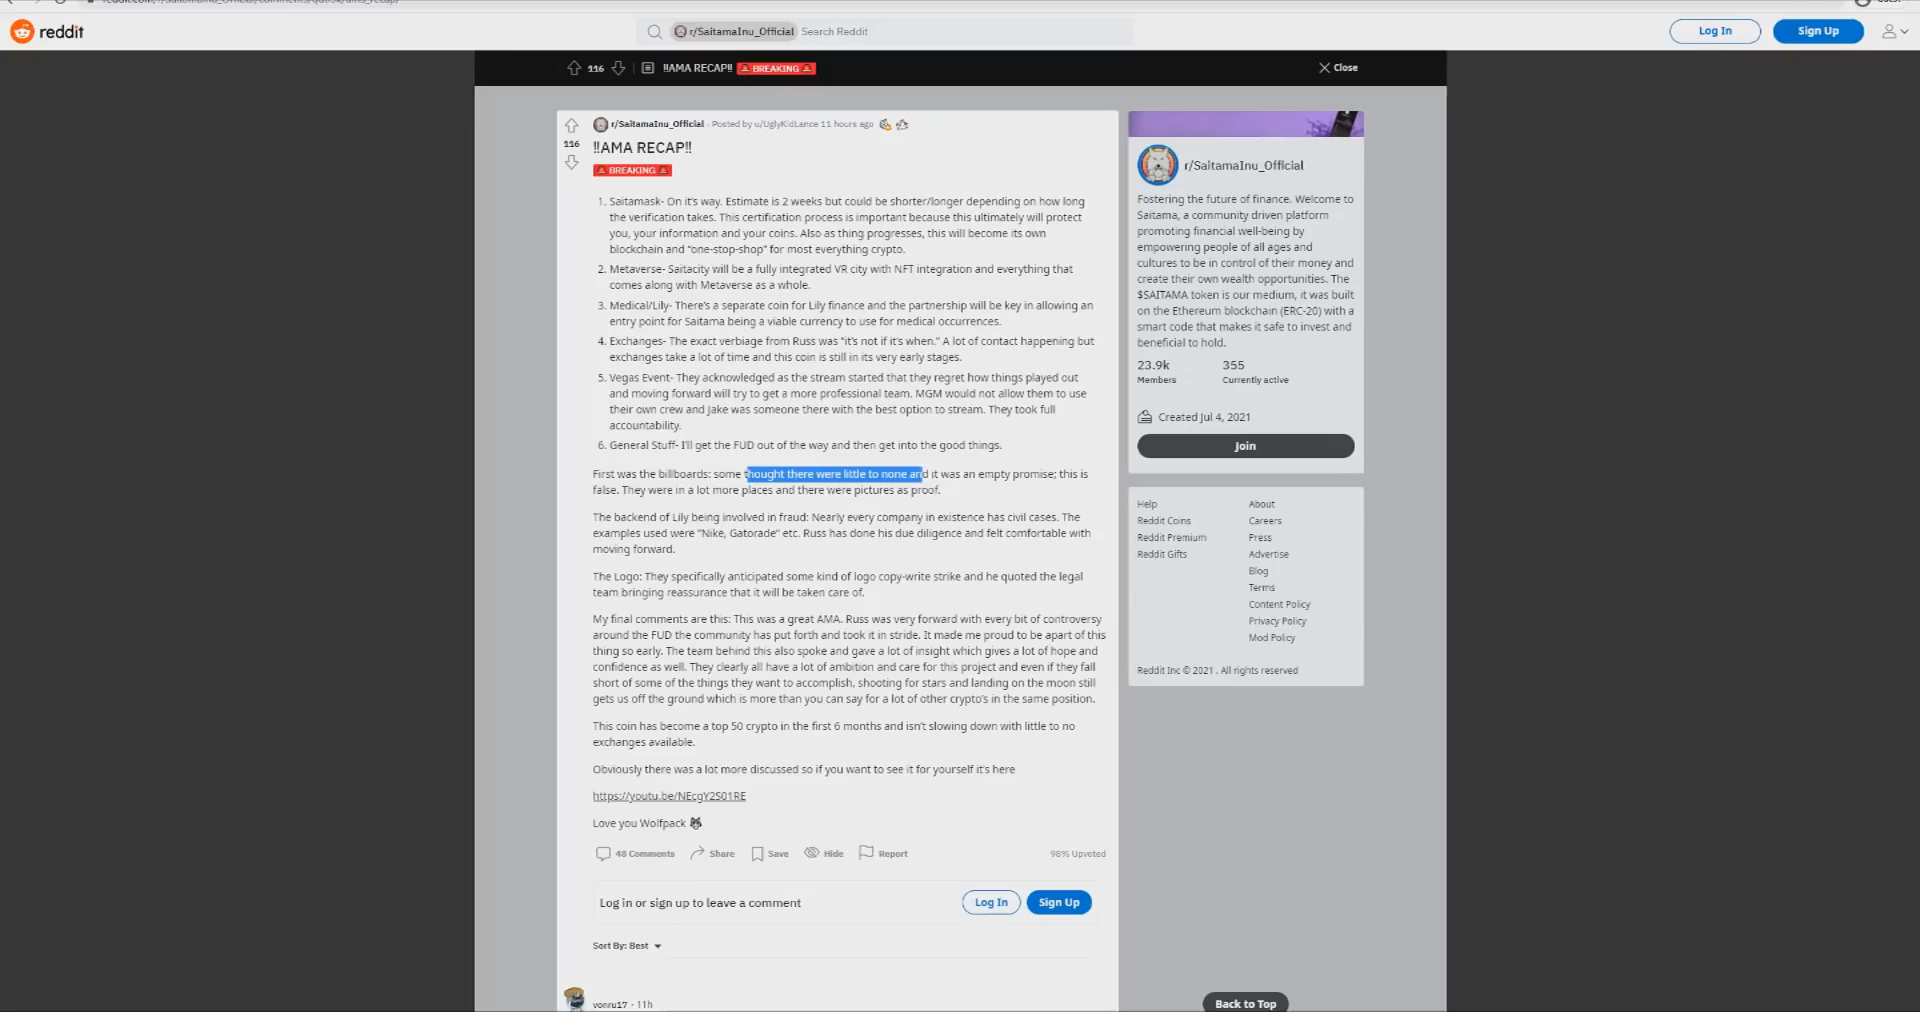 reddit
r/SaitamaInu_Official Search Reddit
Log In
Sign Up
116 ‼AMA RECAP‼ BREAKING
Close
r/SaitamaInu_Official · Posted by u/UglyKidLance 11 hours ago
116
‼AMA RECAP‼
BREAKING
1. Saitamask- On it's way. Estimate is 2 weeks but could be shorter/longer depending on how long
the verification takes. This certification process is important because this ultimately will protect
you, your information and your coins. Also as thing progresses, this will become its own
blockchain and "one-stop-shop" for most everything crypto.
2. Metaverse- Saitacity will be a fully integrated VR city with NFT integration and everything that
comes along with Metaverse as a whole.
3. Medical/Lily- There's a separate coin for Lily finance and the partnership will be key in allowing an
entry point for Saitama being a viable currency to use for medical occurrences.
4. Exchanges- The exact verbiage from Russ was "it's not if it's when." A lot of contact happening but
exchanges take a lot of time and this coin is still in its very early stages.
5. Vegas Event- They acknowledged as the stream started that they regret how things played out
and moving forward will try to get a more professional team. MGM would not allow them to use
their own crew and Jake was someone there with the best option to stream. They took full
accountability.
6. General Stuff- I'll get the FUD out of the way and then get into the good things.
First was the billboards: some thought there were little to none and it was an empty promise; this is
false. They were in a lot more places and there were pictures as proof.
The backend of Lily being involved in fraud: Nearly every company in existence has civil cases. The
examples used were "Nike, Gatorade" etc. Russ has done his due diligence and felt comfortable with
moving forward.
The Logo: They specifically anticipated some kind of logo copy-write strike and he quoted the legal
team bringing reassurance that it will be taken care of.
My final comments are this: This was a great AMA. Russ was very forward with every bit of controversy
around the FUD the community has put forth and took it in stride. It made me proud to be apart of this
thing so early. The team behind this also spoke and gave a lot of insight which gives a lot of hope and
confidence as well. They clearly all have a lot of ambition and care for this project and even if they fall
short of some of the things they want to accomplish, shooting for stars and landing on the moon still
gets us off the ground which is more than you can say for a lot of other crypto's in the same position.
This coin has become a top 50 crypto in the first 6 months and isn't slowing down with little to no
exchanges available.
Obviously there was a lot more discussed so if you want to see it for yourself it's here
https://youtu.be/NEcgY2S01RE
Love you Wolfpack
48 Comments Share Save Hide Report 98% Upvoted
Log in or sign up to leave a comment
Log In
Sign Up
Sort By: Best
vonru17 · 11h
r/SaitamaInu_Official
Fostering the future of finance. Welcome to
Saitama, a community driven platform
promoting financial well-being by
empowering people of all ages and
cultures to be in control of their money and
create their own wealth opportunities. The
$SAITAMA token is our medium, it was built
on the Ethereum blockchain (ERC-20) with a
smart code that makes it safe to invest and
beneficial to hold.
23.9k 355
Members Currently active
Created Jul 4, 2021
Join
Help About
Reddit Coins Careers
Reddit Premium Press
Reddit Gifts Advertise
Blog
Terms
Content Policy
Privacy Policy
Mod Policy
Reddit Inc © 2021 . All rights reserved
Back to Top